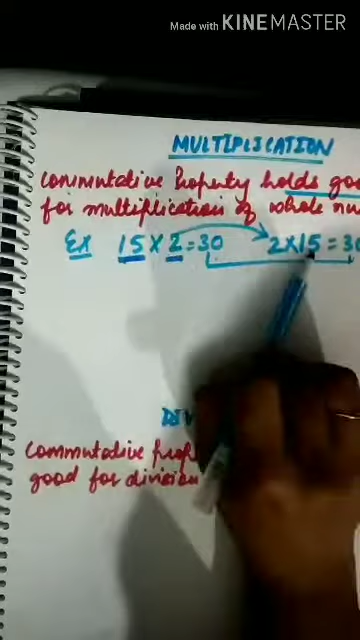 Made with KINEMASTER
MULTIPLICATION
Commutative Property holds
for multiplication of whole
Ex 15 × 2 = 30 2 × 15 = 30
Commutative
good for division